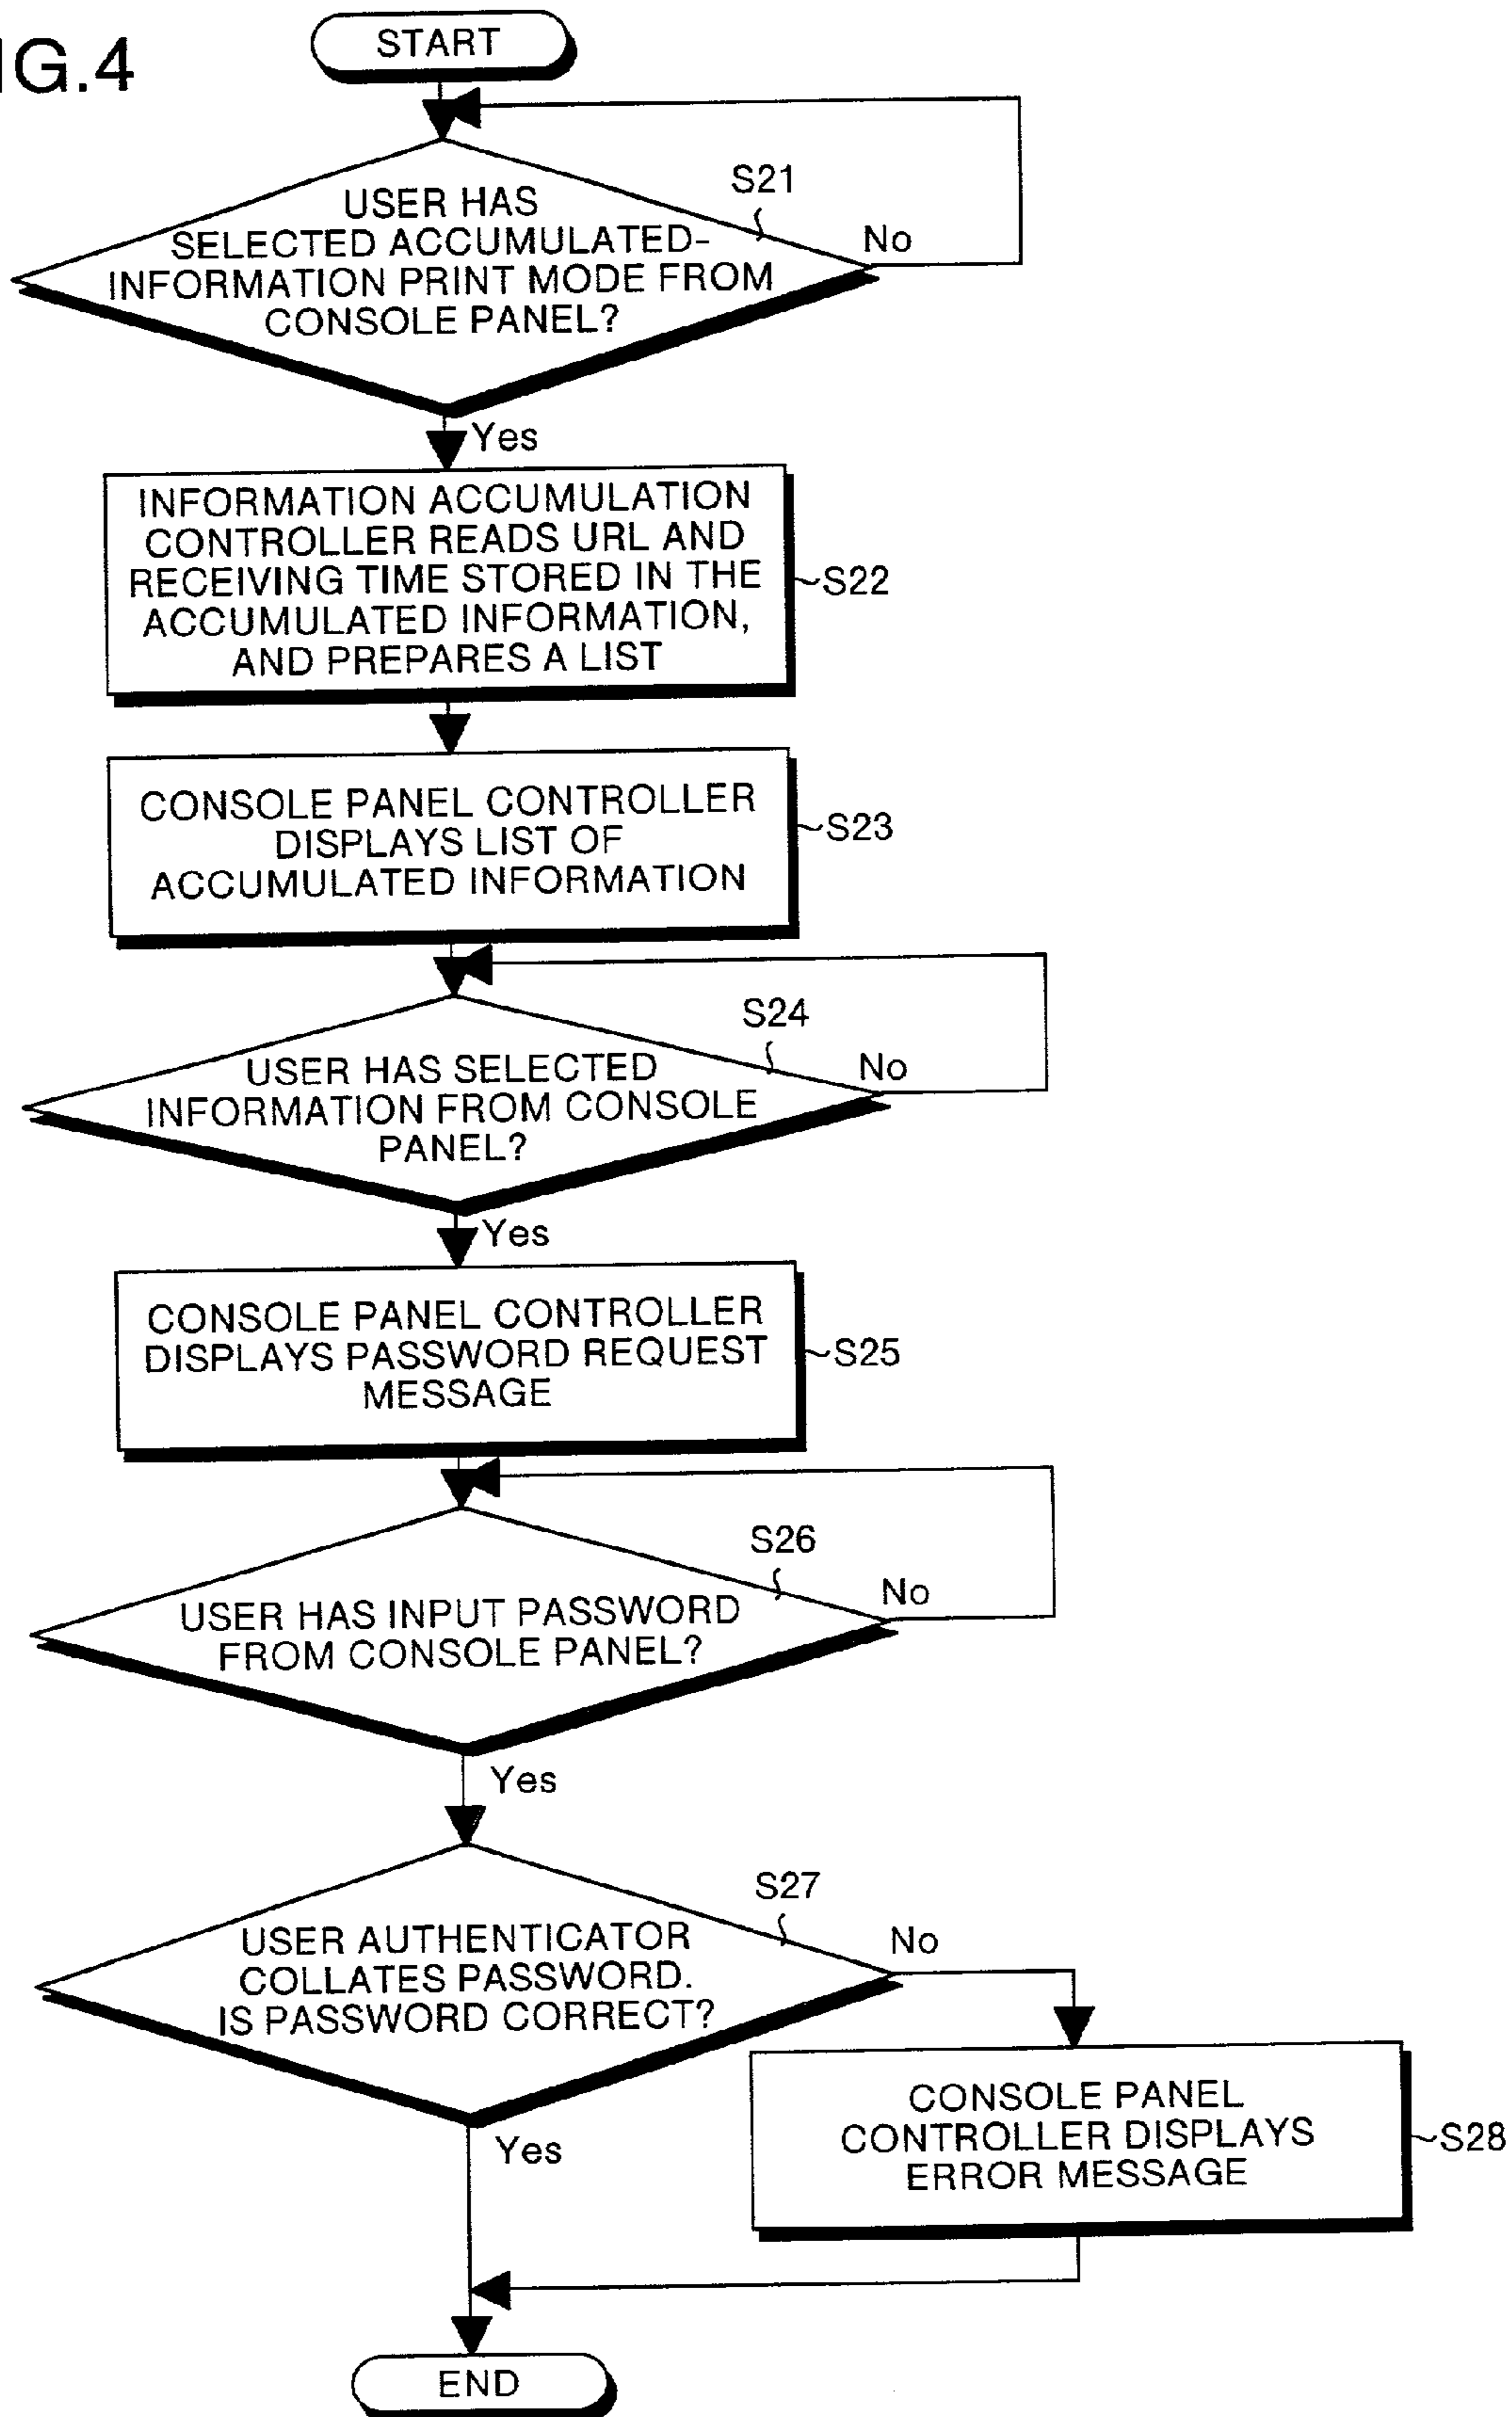 IG.4
START
S21
USER HAS
SELECTED ACCUMULATED-
INFORMATION PRINT MODE FROM
CONSOLE PANEL?
No
Yes
INFORMATION ACCUMULATION
CONTROLLER READS URL AND
RECEIVING TIME STORED IN THE
ACCUMULATED INFORMATION,
AND PREPARES A LIST
S22
CONSOLE PANEL CONTROLLER
DISPLAYS LIST OF
ACCUMULATED INFORMATION
S23
S24
USER HAS SELECTED
INFORMATION FROM CONSOLE
PANEL?
No
Yes
CONSOLE PANEL CONTROLLER
DISPLAYS PASSWORD REQUEST
MESSAGE
S25
S26
USER HAS INPUT PASSWORD
FROM CONSOLE PANEL?
No
Yes
S27
USER AUTHENTICATOR
COLLATES PASSWORD.
IS PASSWORD CORRECT?
No
Yes
CONSOLE PANEL
CONTROLLER DISPLAYS
ERROR MESSAGE
S28
END